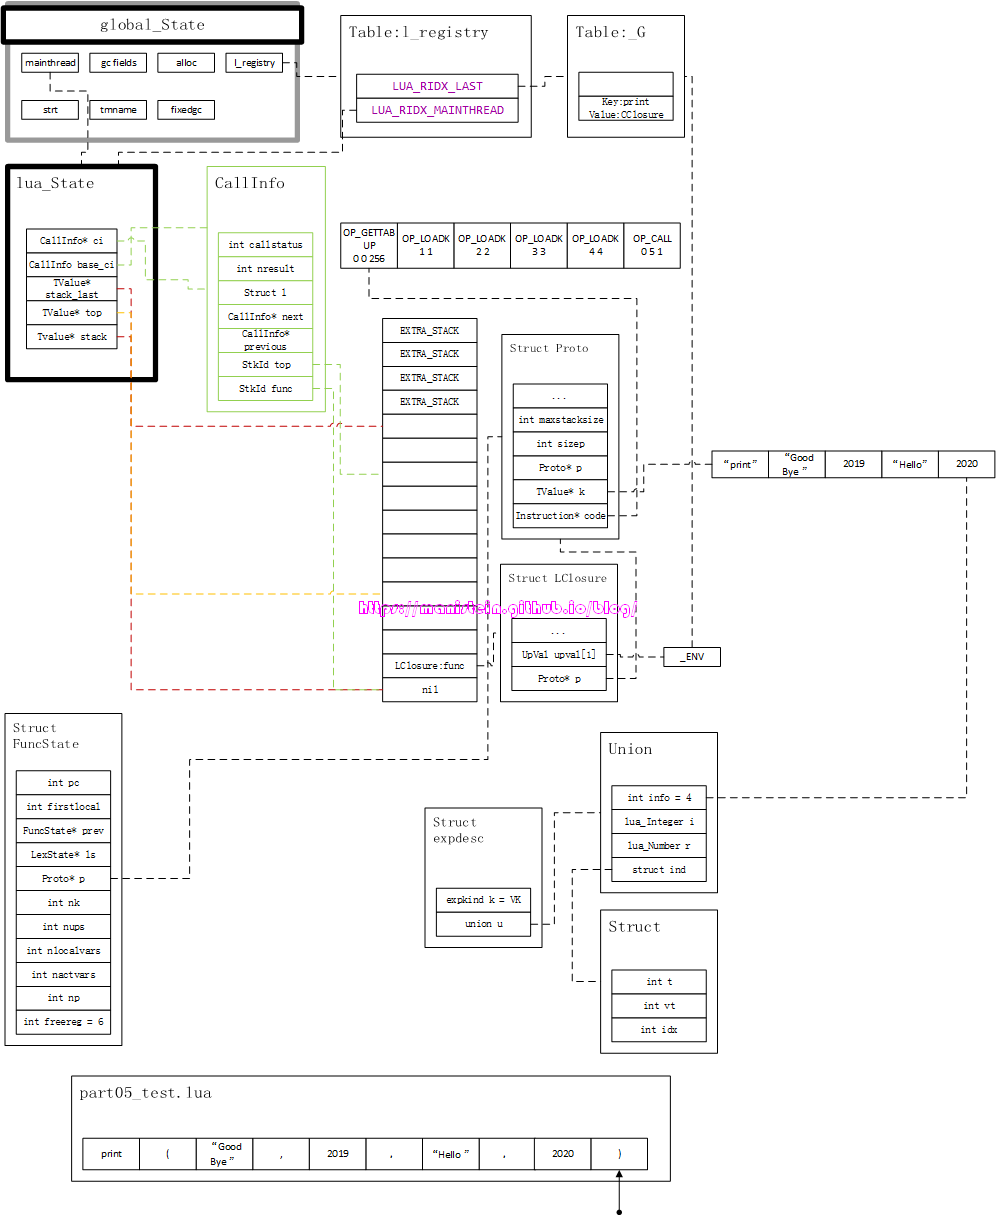 global_State
mainthread
gc fields
alloc
l_registry
strt
tmname
fixedgc
Table:l_registry
LUA_RIDX_LAST
LUA_RIDX_MAINTHREAD
Table:_G
Key:print
Value:CClosure
lua_State
CallInfo* ci
CallInfo base_ci
TValue*
stack_last
TValue* top
Tvalue* stack
CallInfo
int callstatus
int nresult
Struct l
CallInfo* next
CallInfo*
previous
StkId top
StkId func
OP_GETTAB
UP
0 0 256
OP_LOADK
1 1
OP_LOADK
2 2
OP_LOADK
3 3
OP_LOADK
4 4
OP_CALL
0 5 1
EXTRA_STACK
EXTRA_STACK
EXTRA_STACK
EXTRA_STACK
LClosure:func
nil
Struct Proto
...
int maxstacksize
int sizep
Proto* p
TValue* k
Instruction* code
“print”
“Good
Bye ”
2019
“Hello”
2020
Struct LClosure
https://manistein.github.io/blog/
...
UpVal upval[1]
Proto* p
_ENV
Struct
FuncState
int pc
int firstlocal
FuncState* prev
LexState* ls
Proto* p
int nk
int nups
int nlocalvars
int nactvars
int np
int freereg = 6
Struct
expdesc
expkind k = VK
union u
Union
int info = 4
lua_Integer i
lua_Number r
struct ind
Struct
int t
int vt
int idx
part05_test.lua
print
(
“Good
Bye ”
,
2019
,
“Hello ”
,
2020
)